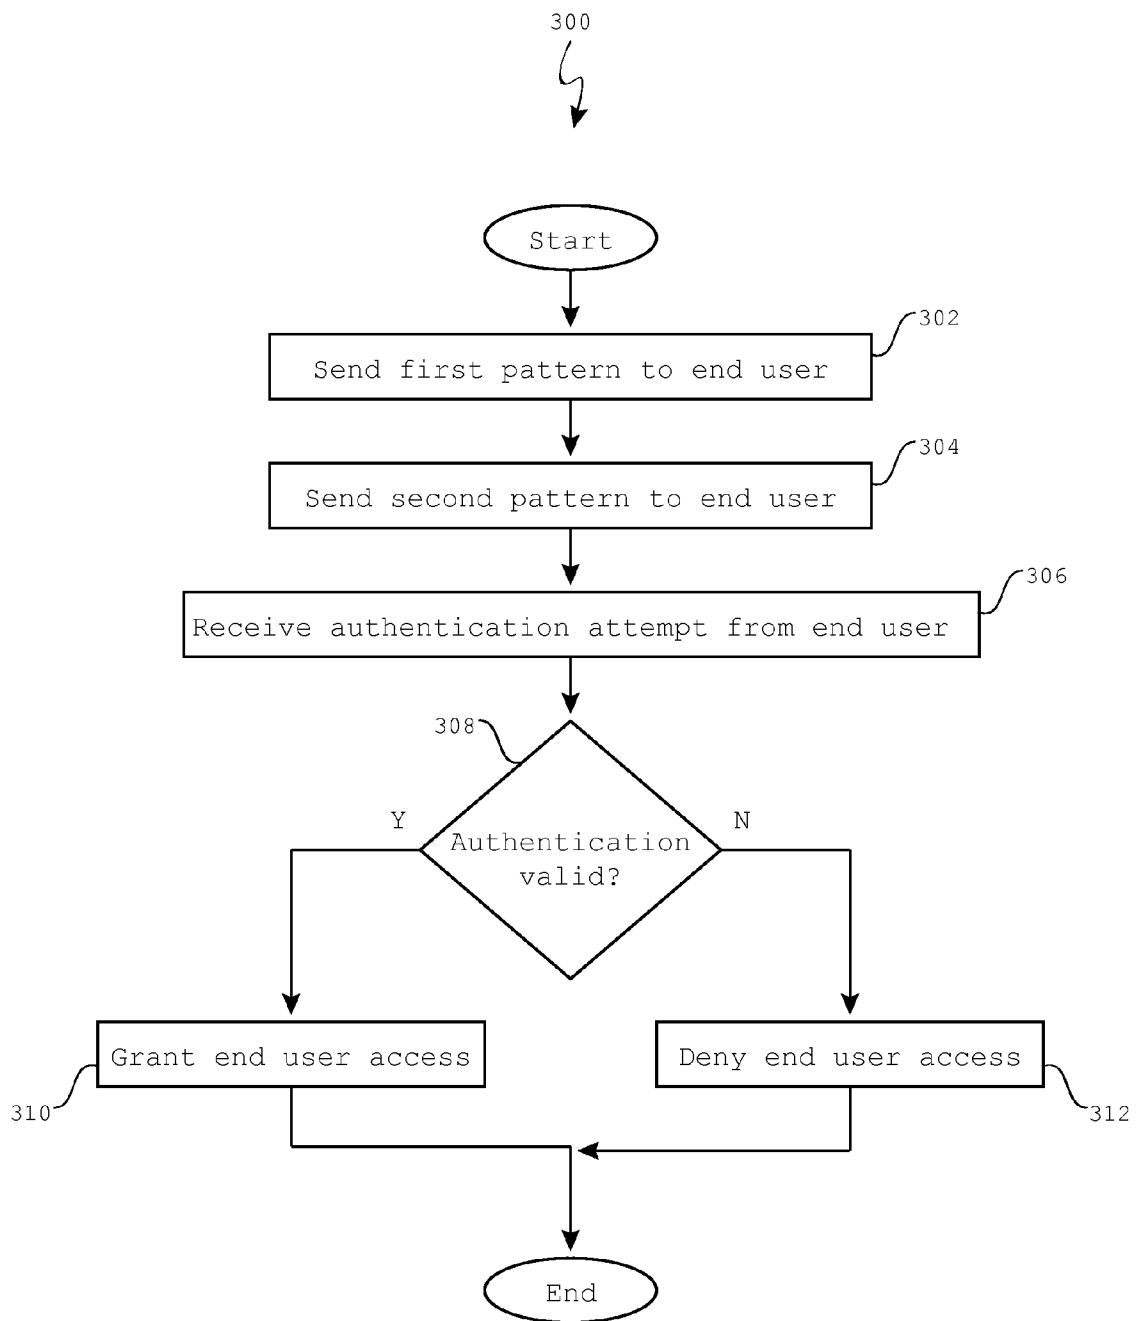 300
Start
302
Send first pattern to end user
304
Send second pattern to end user
306
Receive authentication attempt from end user
308
Y
N
Authentication
valid?
Grant end user access
Deny end user access
310
312
End